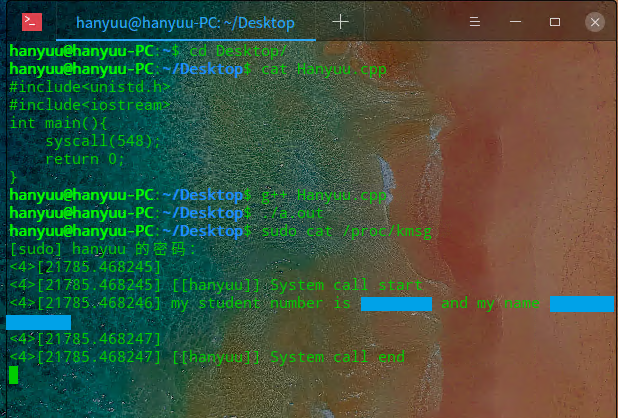 hanyuu@hanyuu-PC:~/Desktop
hanyuu@hanyuu-PC:~$ cd Desktop/
hanyuu@hanyuu-PC:~/Desktop$ cat Hanyuu.cpp
#include<unistd.h>
#include<iostream>
int main(){
    syscall(548);
    return 0;
}
hanyuu@hanyuu-PC:~/Desktop$ g++ Hanyuu.cpp
hanyuu@hanyuu-PC:~/Desktop$ ./a.out
hanyuu@hanyuu-PC:~/Desktop$ sudo cat /proc/kmsg
[sudo] hanyuu 的密码：
<4>[21785.468245]
<4>[21785.468245] [[hanyuu]] System call start
<4>[21785.468246] my student number is and my name
<4>[21785.468247]
<4>[21785.468247] [[hanyuu]] System call end